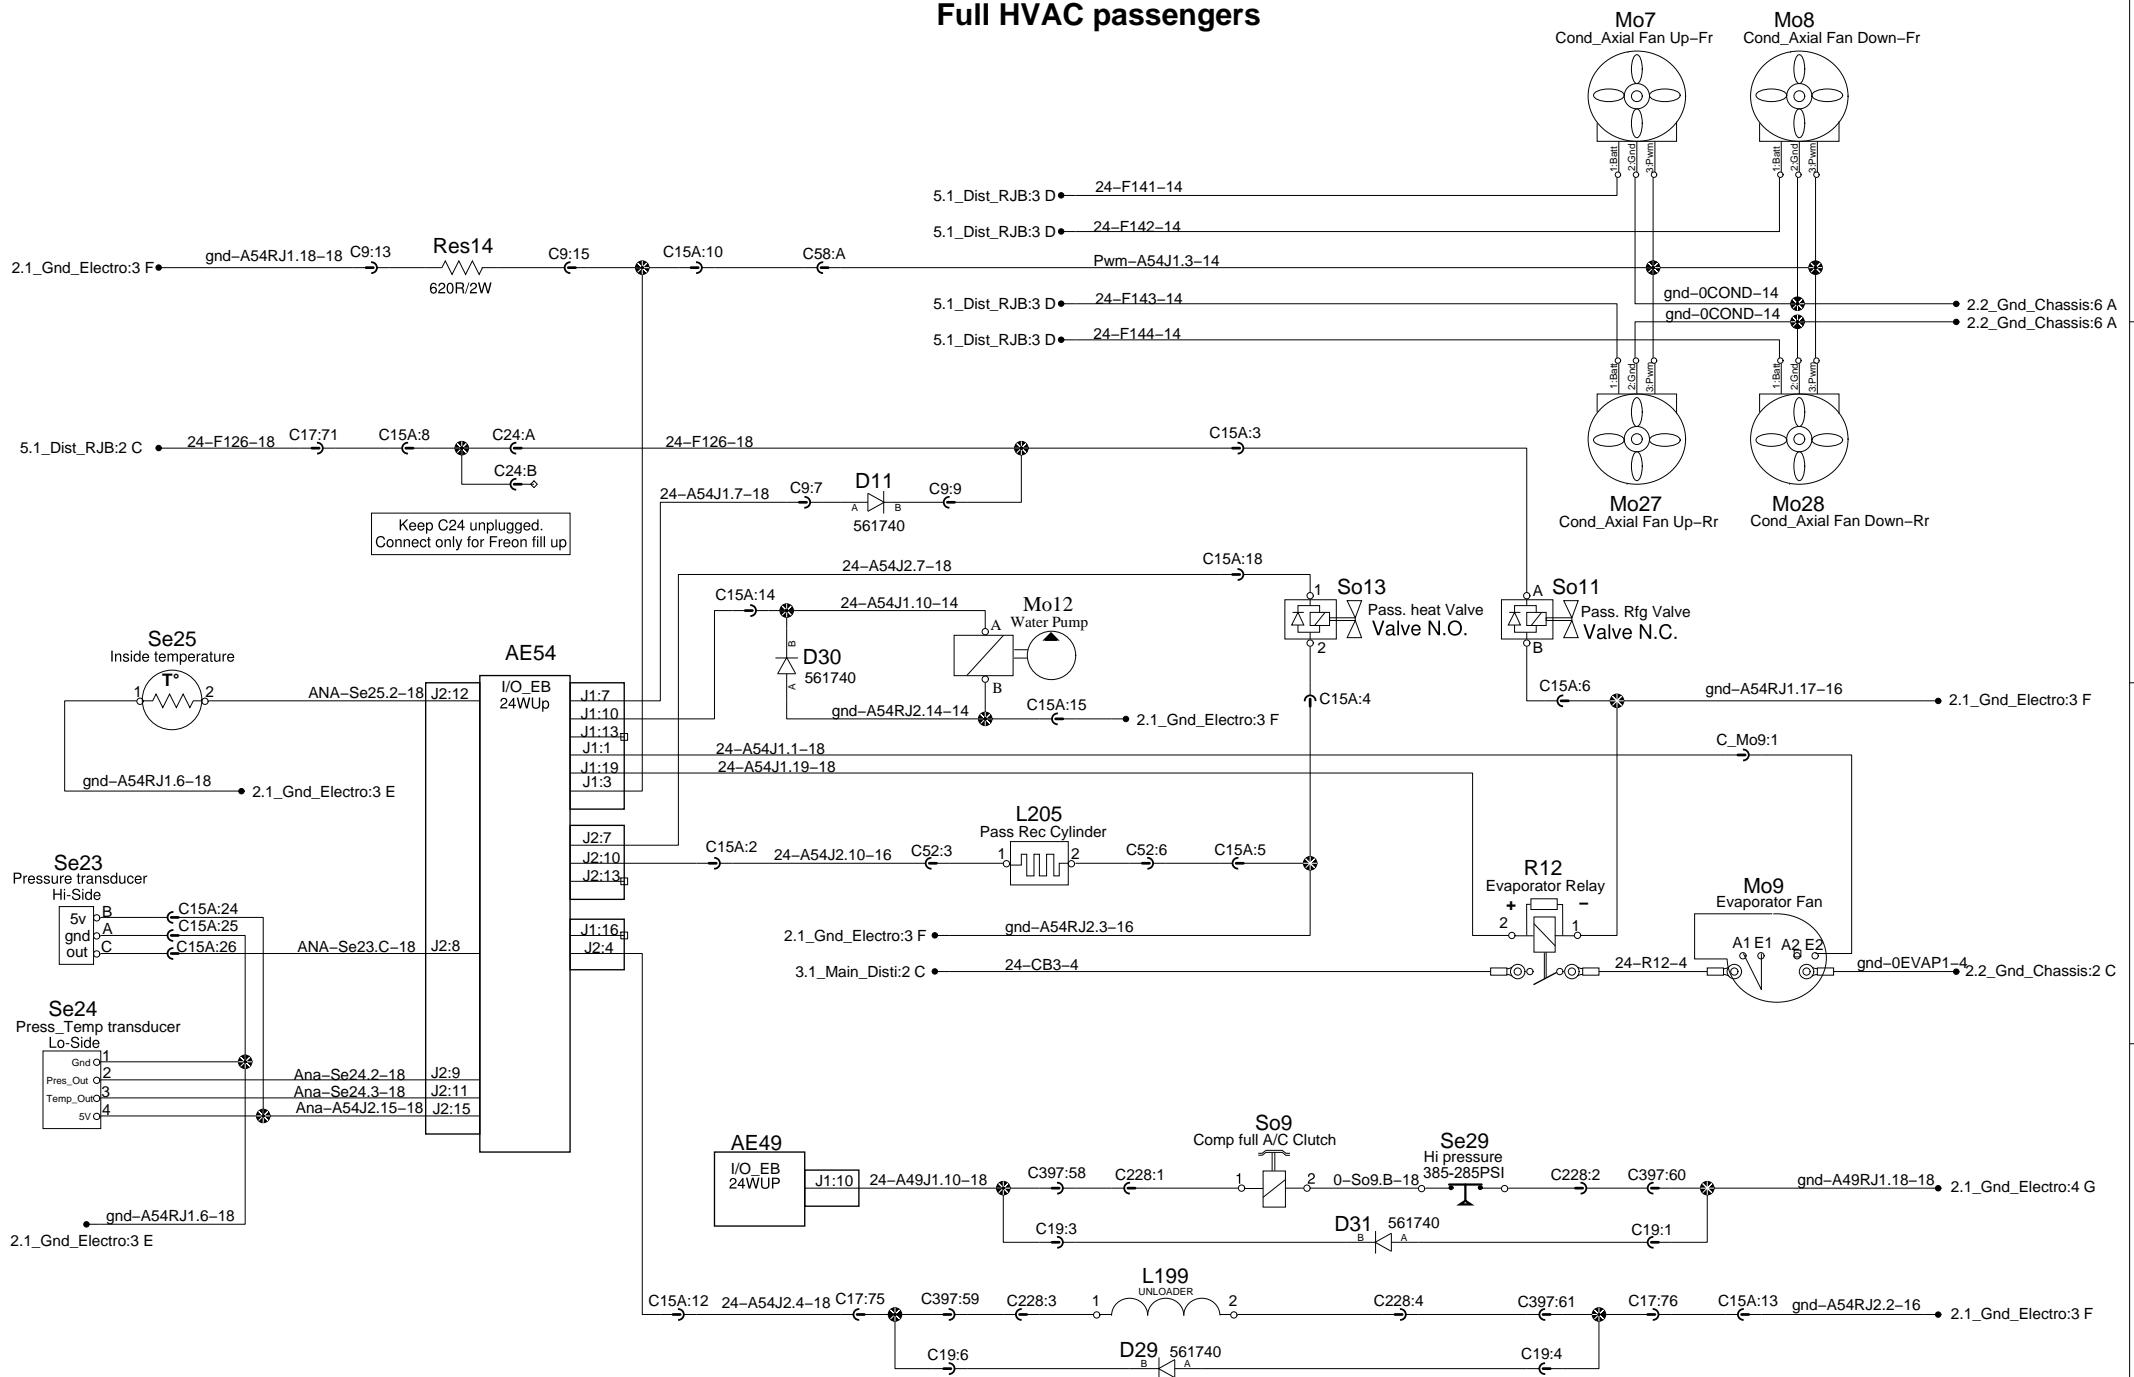 Full HVAC passengers
Mo7
Cond_Axial Fan Up–Fr
Mo8
Cond_Axial Fan Down–Fr
1:Batt
2:Gnd
3:Pwm
1:Batt
2:Gnd
3:Pwm
5.1_Dist_RJB:3 D
24–F141–14
5.1_Dist_RJB:3 D
24–F142–14
2.1_Gnd_Electro:3 F
gnd–A54RJ1.18–18
C9:13
Res14
620R/2W
C9:15
C15A:10
C58:A
Pwm–A54J1.3–14
5.1_Dist_RJB:3 D
24–F143–14
gnd–0COND–14
2.2_Gnd_Chassis:6 A
gnd–0COND–14
2.2_Gnd_Chassis:6 A
5.1_Dist_RJB:3 D
24–F144–14
1:Batt
2:Gnd
3:Pwm
1:Batt
2:Gnd
3:Pwm
Mo27
Cond_Axial Fan Up–Rr
Mo28
Cond_Axial Fan Down–Rr
5.1_Dist_RJB:2 C
24–F126–18
C17:71
C15A:8
C24:A
24–F126–18
C15A:3
C24:B
24–A54J1.7–18
C9:7
D11
A
B
561740
C9:9
Keep C24 unplugged.
Connect only for Freon fill up
24–A54J2.7–18
C15A:18
C15A:14
24–A54J1.10–14
Mo12
Water Pump
A
B
B
D30
561740
A
gnd–A54RJ2.14–14
C15A:15
2.1_Gnd_Electro:3 F
1
So13
Pass. heat Valve
Valve N.O.
2
C15A:4
A
So11
Pass. Rfg Valve
Valve N.C.
B
C15A:6
gnd–A54RJ1.17–16
2.1_Gnd_Electro:3 F
Se25
Inside temperature
T°
1
2
ANA–Se25.2–18
J2:12
gnd–A54RJ1.6–18
2.1_Gnd_Electro:3 E
AE54
I/O_EB
24WUp
J1:7
J1:10
J1:13
J1:1
J1:19
J1:3
24–A54J1.1–18
24–A54J1.19–18
C_Mo9:1
J2:7
J2:10
J2:13
C15A:2
24–A54J2.10–16
C52:3
L205
Pass Rec Cylinder
1
2
C52:6
C15A:5
J1:16
J2:4
2.1_Gnd_Electro:3 F
gnd–A54RJ2.3–16
3.1_Main_Disti:2 C
24–CB3–4
R12
Evaporator Relay
+
–
2
1
24–R12–4
Mo9
Evaporator Fan
A1 E1
A2 E2
gnd–0EVAP1–4
2.2_Gnd_Chassis:2 C
Se23
Pressure transducer
Hi-Side
5v
B
C15A:24
gnd
A
C15A:25
out
C
C15A:26
ANA–Se23.C–18
J2:8
Se24
Press_Temp transducer
Lo-Side
Gnd
1
Pres_Out
2
Ana–Se24.2–18
J2:9
Temp_Out
3
Ana–Se24.3–18
J2:11
5V
4
Ana–A54J2.15–18
J2:15
gnd–A54RJ1.6–18
2.1_Gnd_Electro:3 E
AE49
I/O_EB
24WUP
J1:10
24–A49J1.10–18
C397:58
C228:1
So9
Comp full A/C Clutch
1
2
0–So9.B–18
Se29
Hi pressure
385-285PSI
C228:2
C397:60
gnd–A49RJ1.18–18
2.1_Gnd_Electro:4 G
C19:3
D31
561740
B
A
C19:1
C15A:12
24–A54J2.4–18
C17:75
C397:59
C228:3
L199
UNLOADER
1
2
C228:4
C397:61
C17:76
C15A:13
gnd–A54RJ2.2–16
2.1_Gnd_Electro:3 F
C19:6
D29
561740
B
A
C19:4